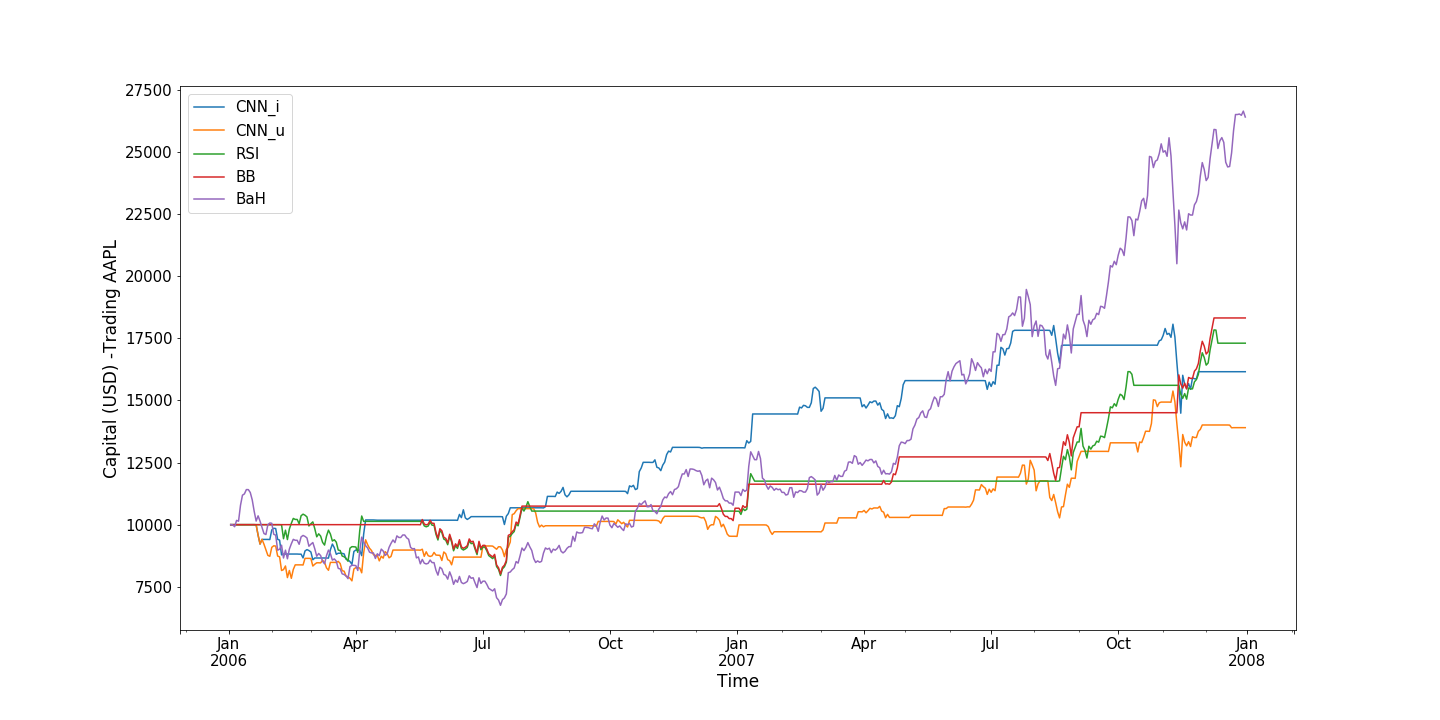 27500
25000
22500
20000
17500
15000
12500
10000
7500
Capital (USD) -Trading AAPL
CNN_i
CNN_u
RSI
BB
BaH
Jan Apr Jul Oct Jan Apr Jul Oct Jan
2006 2007 2008
Time